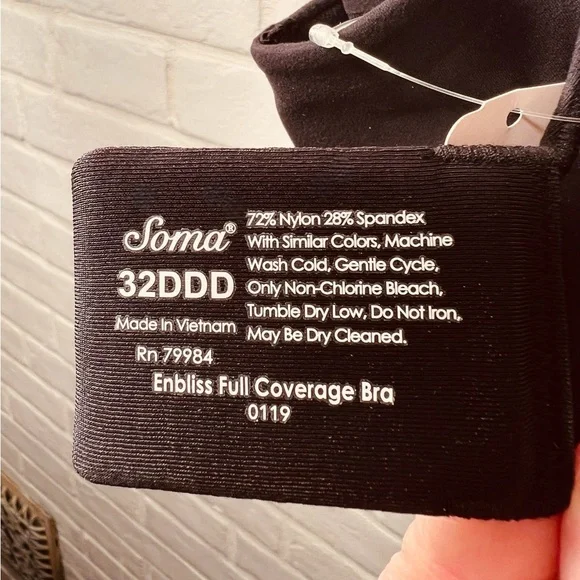 Soma®
32DDD
Made In Vietnam
Rn 79984
72% Nylon 28% Spandex
With Similar Colors, Machine
Wash Cold, Gentle Cycle,
Only Non-Chlorine Bleach,
Tumble Dry Low, Do Not Iron,
May Be Dry Cleaned.
Enbliss Full Coverage Bra
0119